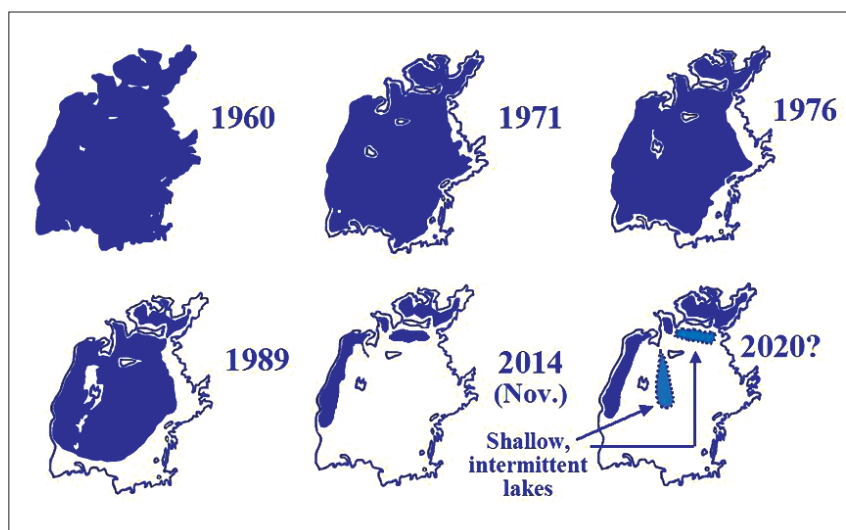 1960
1971
1976
1989
2014
(Nov.)
2020?
Shallow,
intermittent
lakes